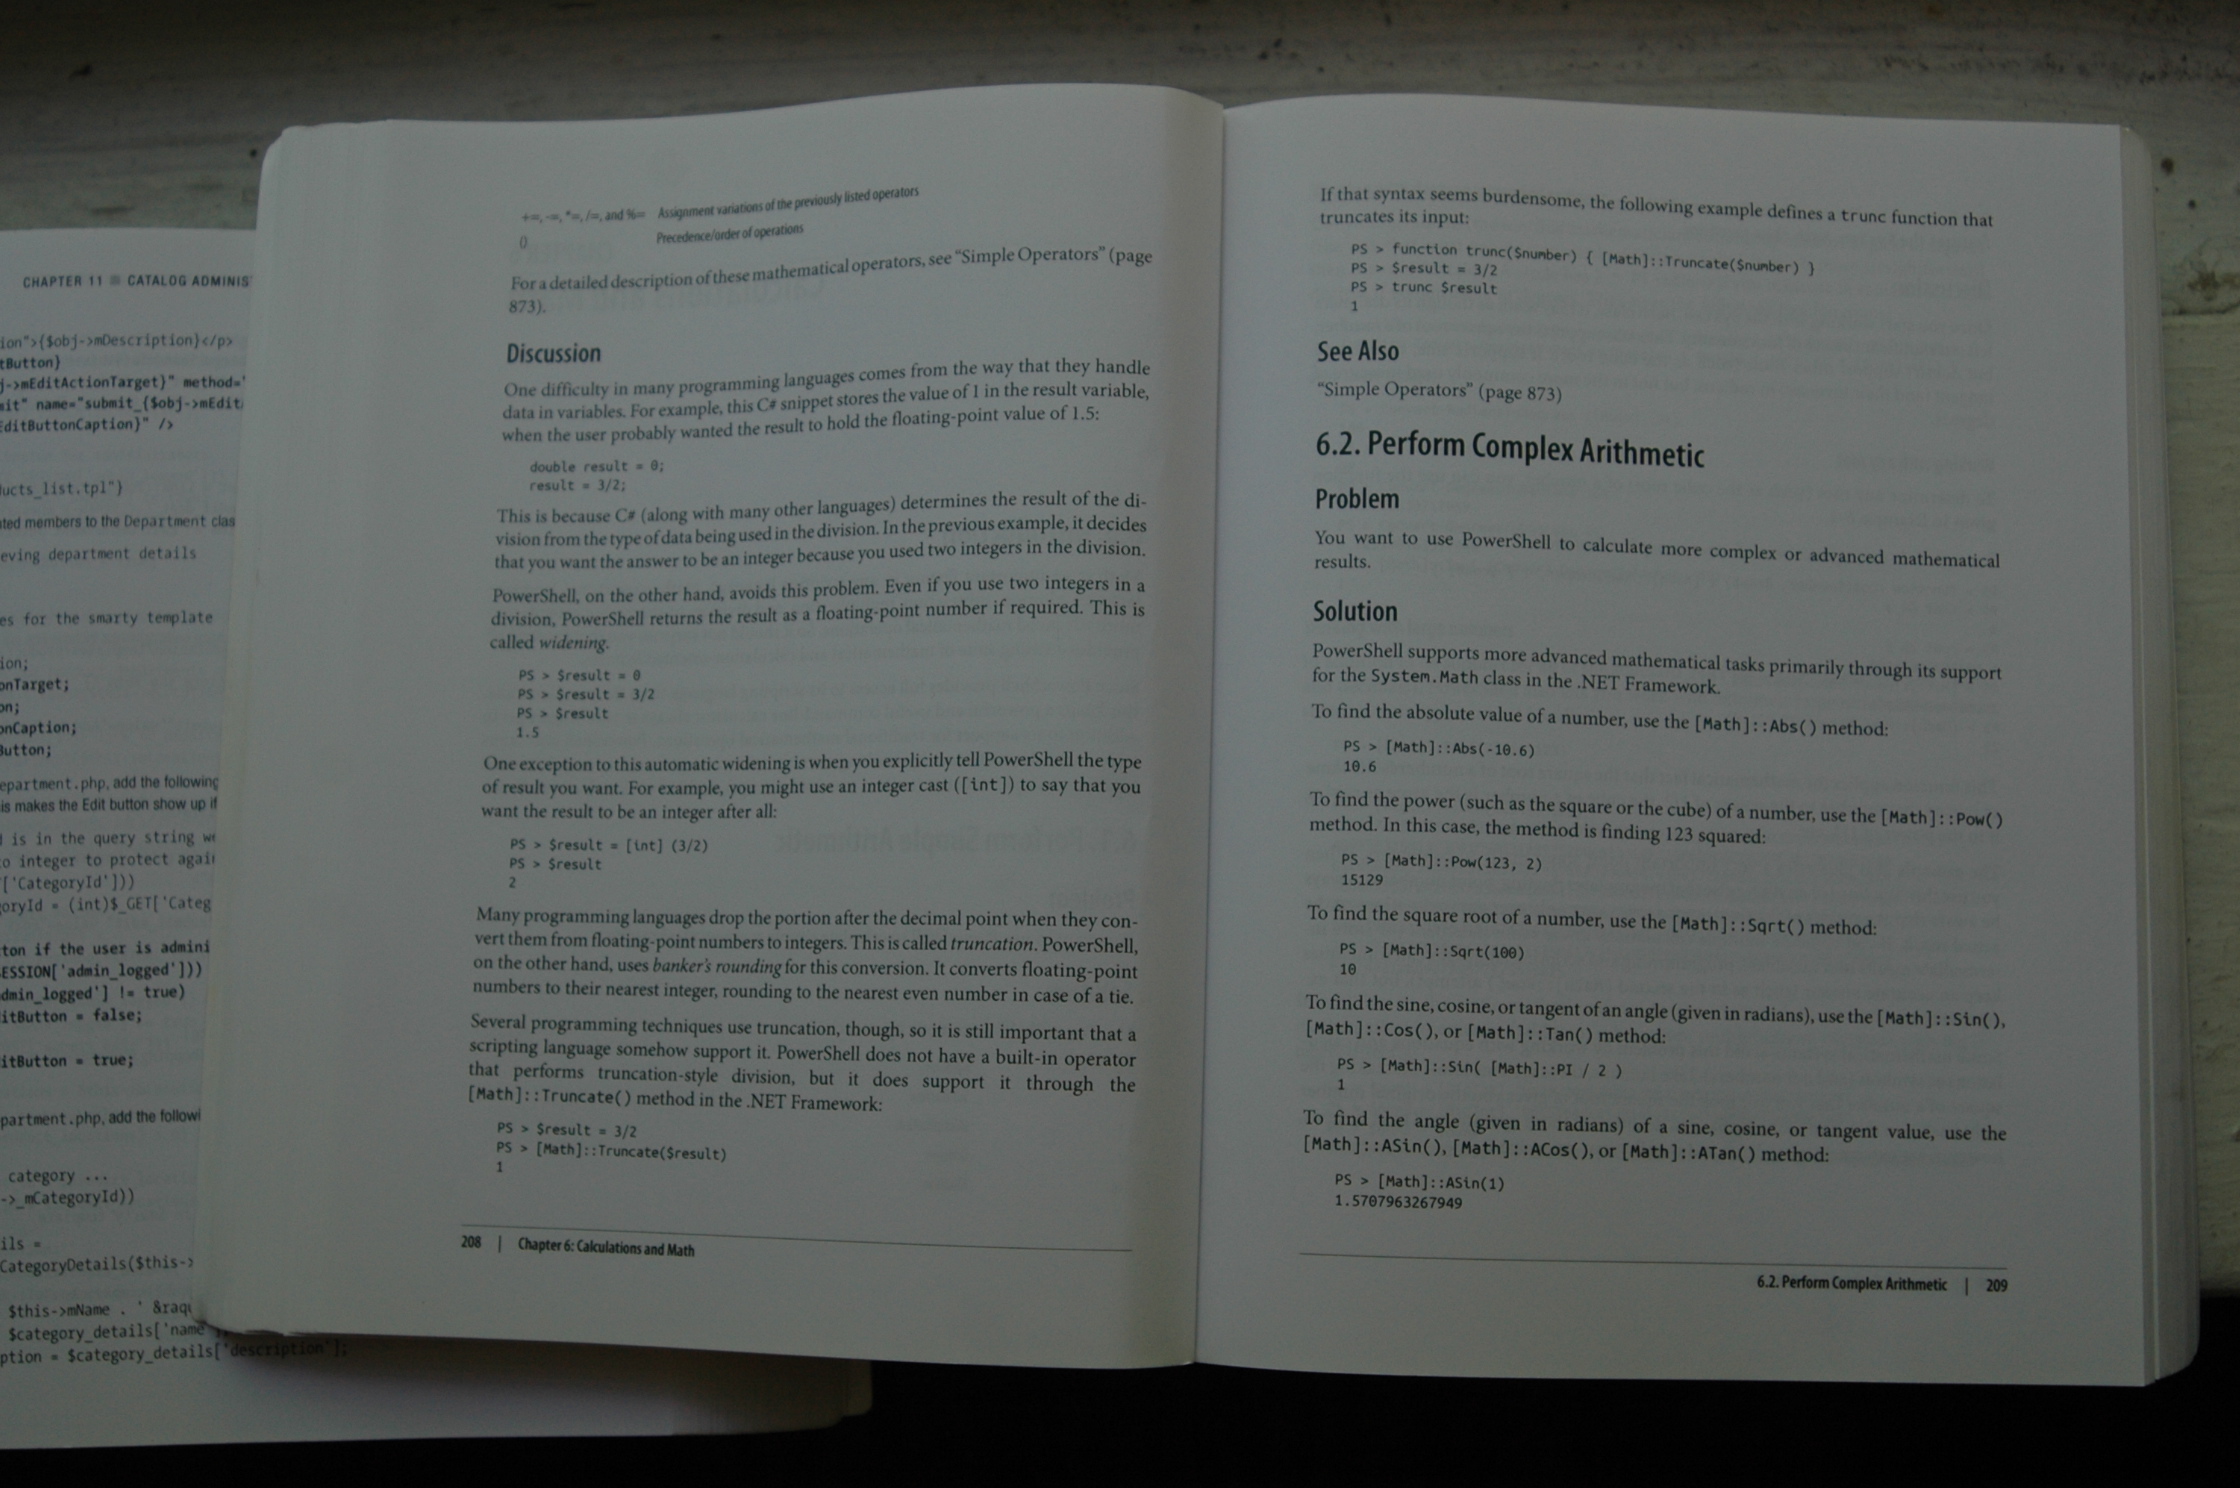 CHAPTER 11 ■ CATALOG ADMINIS
ion">{$obj->mDescription}</p>
tButton}
j->mEditActionTarget}" method="
mit" name="submit_{$obj->mEdit
EditButtonCaption}" />
ucts_list.tpl"}
ated members to the Department clas
eving department details
es for the smarty template
ion;
onTarget;
on;
onCaption;
Button;
epartment.php, add the following
is makes the Edit button show up if
d is in the query string we
o integer to protect agai
['CategoryId']))
oryId = (int)$_GET['Categ
ton if the user is admini
ESSION['admin_logged']))
dmin_logged'] != true)
itButton = false;
itButton = true;
partment.php, add the followi
category ...
->_mCategoryId))
ils =
CategoryDetails($this->
$this->mName . ' &raqu
$category_details['name'
ption = $category_details['description'];
+=, -=, *=, /=, and %= Assignment variations of the previously listed operators
() Precedence/order of operations
For a detailed description of these mathematical operators, see “Simple Operators” (page
873).
Discussion
One difficulty in many programming languages comes from the way that they handle
data in variables. For example, this C# snippet stores the value of 1 in the result variable,
when the user probably wanted the result to hold the floating-point value of 1.5:
double result = 0;
result = 3/2;
This is because C# (along with many other languages) determines the result of the di-
vision from the type of data being used in the division. In the previous example, it decides
that you want the answer to be an integer because you used two integers in the division.
PowerShell, on the other hand, avoids this problem. Even if you use two integers in a
division, PowerShell returns the result as a floating-point number if required. This is
called widening.
PS > $result = 0
PS > $result = 3/2
PS > $result
1.5
One exception to this automatic widening is when you explicitly tell PowerShell the type
of result you want. For example, you might use an integer cast ([int]) to say that you
want the result to be an integer after all:
PS > $result = [int] (3/2)
PS > $result
2
Many programming languages drop the portion after the decimal point when they con-
vert them from floating-point numbers to integers. This is called truncation. PowerShell,
on the other hand, uses banker’s rounding for this conversion. It converts floating-point
numbers to their nearest integer, rounding to the nearest even number in case of a tie.
Several programming techniques use truncation, though, so it is still important that a
scripting language somehow support it. PowerShell does not have a built-in operator
that performs truncation-style division, but it does support it through the
[Math]::Truncate() method in the .NET Framework:
PS > $result = 3/2
PS > [Math]::Truncate($result)
1
208 | Chapter 6: Calculations and Math
If that syntax seems burdensome, the following example defines a trunc function that
truncates its input:
PS > function trunc($number) { [Math]::Truncate($number) }
PS > $result = 3/2
PS > trunc $result
1
See Also
“Simple Operators” (page 873)
6.2. Perform Complex Arithmetic
Problem
You want to use PowerShell to calculate more complex or advanced mathematical
results.
Solution
PowerShell supports more advanced mathematical tasks primarily through its support
for the System.Math class in the .NET Framework.
To find the absolute value of a number, use the [Math]::Abs() method:
PS > [Math]::Abs(-10.6)
10.6
To find the power (such as the square or the cube) of a number, use the [Math]::Pow()
method. In this case, the method is finding 123 squared:
PS > [Math]::Pow(123, 2)
15129
To find the square root of a number, use the [Math]::Sqrt() method:
PS > [Math]::Sqrt(100)
10
To find the sine, cosine, or tangent of an angle (given in radians), use the [Math]::Sin(),
[Math]::Cos(), or [Math]::Tan() method:
PS > [Math]::Sin( [Math]::PI / 2 )
1
To find the angle (given in radians) of a sine, cosine, or tangent value, use the
[Math]::ASin(), [Math]::ACos(), or [Math]::ATan() method:
PS > [Math]::ASin(1)
1.5707963267949
6.2. Perform Complex Arithmetic | 209